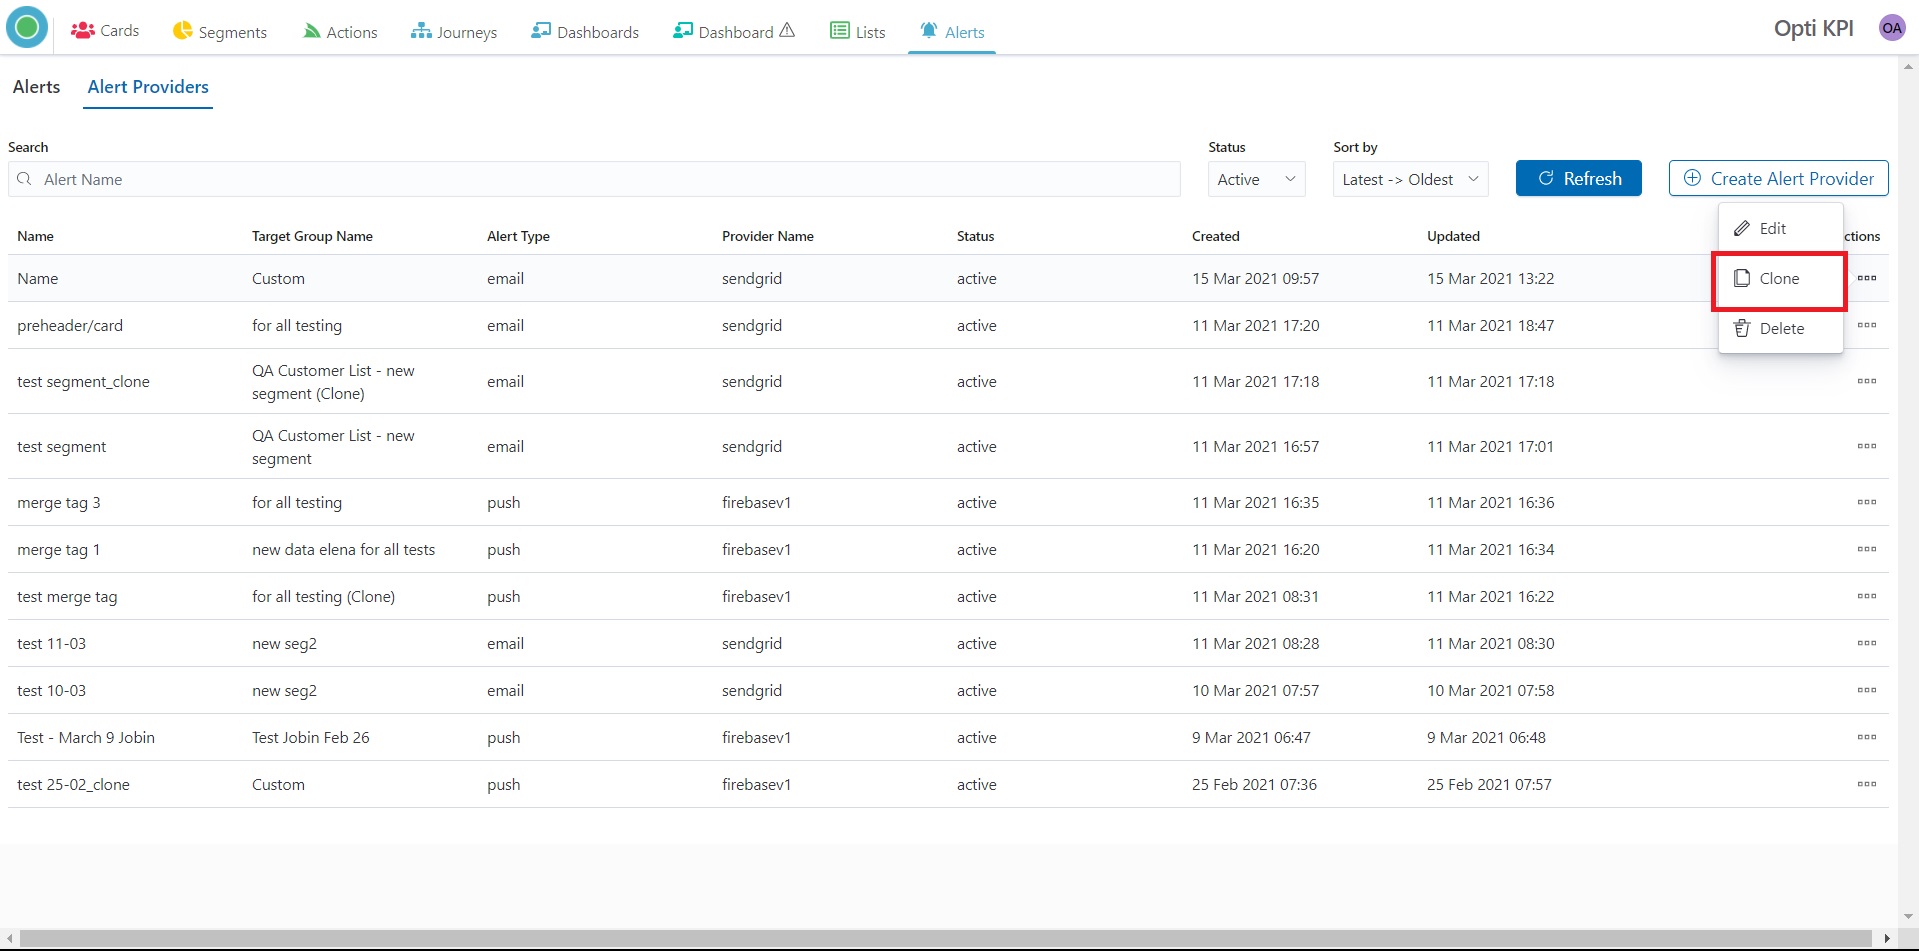 Cards Segments Actions Journeys Dashboards Dashboard Lists Alerts Opti KPI OA
Alerts Alert Providers
Search Status Sort by
Alert Name Active Latest -> Oldest Refresh Create Alert Provider
Edit
Name Target Group Name Alert Type Provider Name Status Created Updated ctions
Name Custom email sendgrid active 15 Mar 2021 09:57 15 Mar 2021 13:22 Clone
preheader/card for all testing email sendgrid active 11 Mar 2021 17:20 11 Mar 2021 18:47 Delete
test segment_clone QA Customer List - new segment (Clone) email sendgrid active 11 Mar 2021 17:18 11 Mar 2021 17:18
test segment QA Customer List - new segment email sendgrid active 11 Mar 2021 16:57 11 Mar 2021 17:01
merge tag 3 for all testing push firebasev1 active 11 Mar 2021 16:35 11 Mar 2021 16:36
merge tag 1 new data elena for all tests push firebasev1 active 11 Mar 2021 16:20 11 Mar 2021 16:34
test merge tag for all testing (Clone) push firebasev1 active 11 Mar 2021 08:31 11 Mar 2021 16:22
test 11-03 new seg2 email sendgrid active 11 Mar 2021 08:28 11 Mar 2021 08:30
test 10-03 new seg2 email sendgrid active 10 Mar 2021 07:57 10 Mar 2021 07:58
Test - March 9 Jobin Test Jobin Feb 26 push firebasev1 active 9 Mar 2021 06:47 9 Mar 2021 06:48
test 25-02_clone Custom push firebasev1 active 25 Feb 2021 07:36 25 Feb 2021 07:57